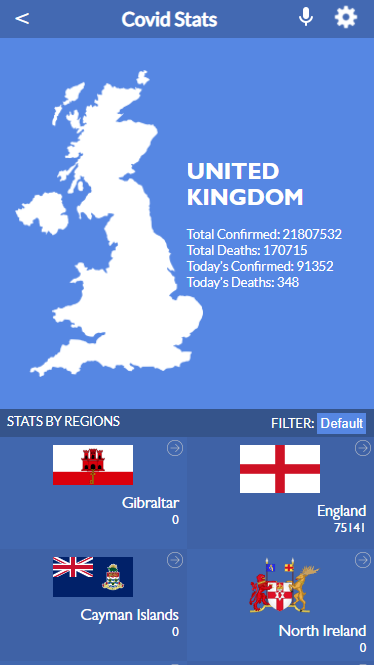 <
Covid Stats
UNITED
KINGDOM
Total Confirmed: 21807532
Total Deaths: 170715
Today's Confirmed: 91352
Today's Deaths: 348
STATS BY REGIONS
FILTER: Default
Gibraltar
0
England
75141
Cayman Islands
0
North Ireland
0